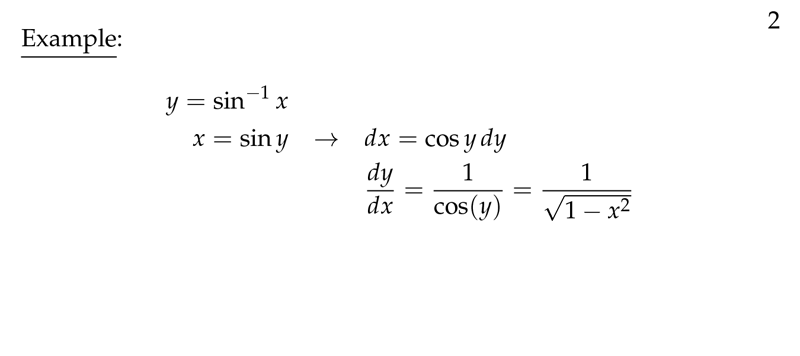 2
Example:
y = sin⁻¹ x
x = sin y → dx = cos y dy
dy/dx = 1/cos(y) = 1/√(1 − x²)